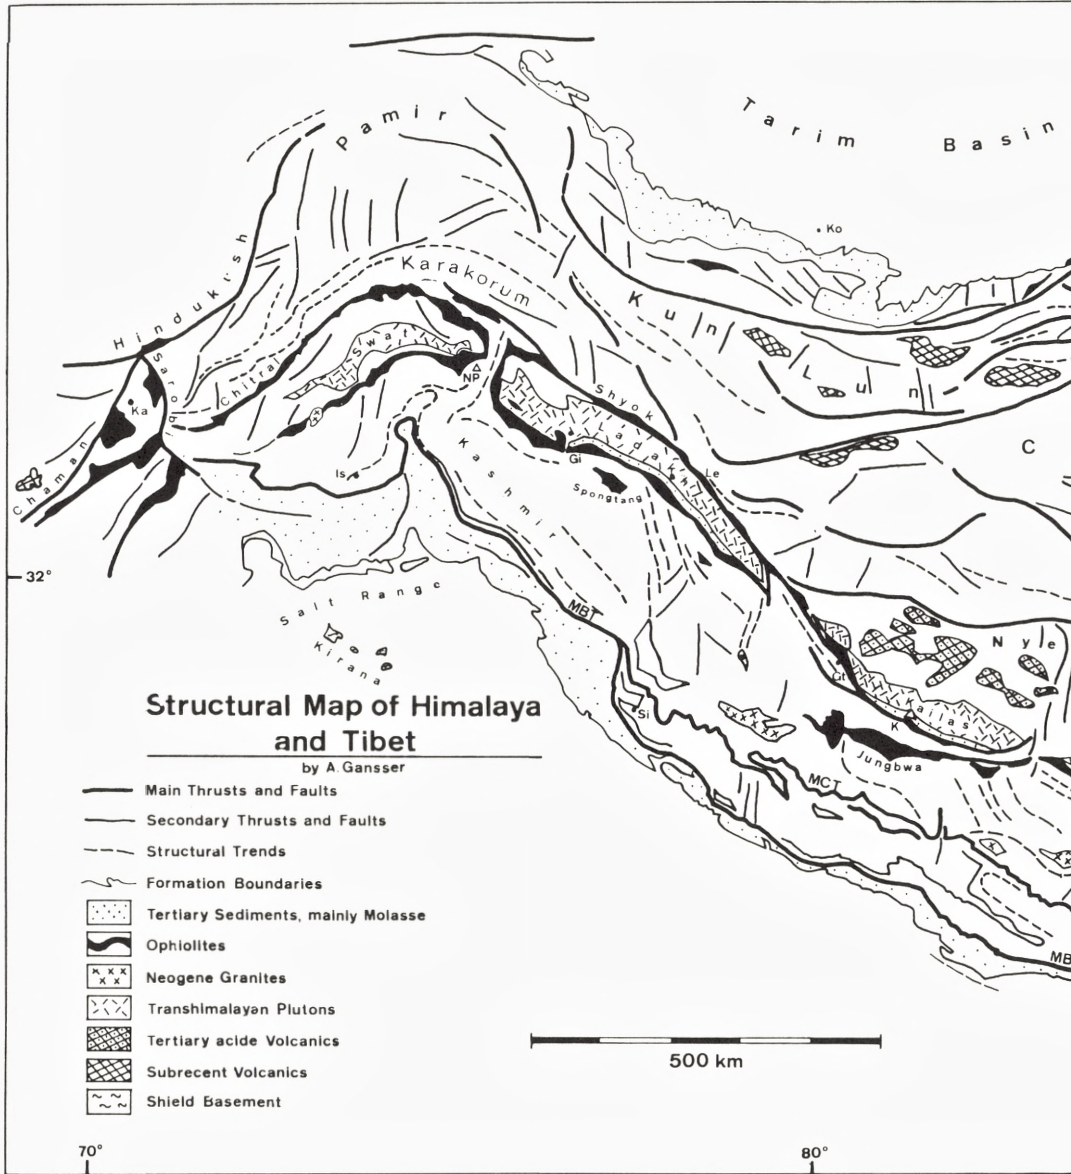 Tarim Basin
Pamir
Ko
Hindukush
Karakorum
Kun
Lun
Sarobi
Chitral
Swat
NP
Shyok
Ka
Chaman
Is
Kashmir
Gi
Ladakh
Le
Spongtang
C
32°
Salt Range
Kirana
MBT
Nye
Gt
Kailas
K
Si
Jungbwa
MCT
MB
Structural Map of Himalaya
and Tibet
by A. Gansser
Main Thrusts and Faults
Secondary Thrusts and Faults
Structural Trends
Formation Boundaries
Tertiary Sediments, mainly Molasse
Ophiolites
Neogene Granites
Transhimalayan Plutons
Tertiary acide Volcanics
Subrecent Volcanics
Shield Basement
500 km
70°
80°